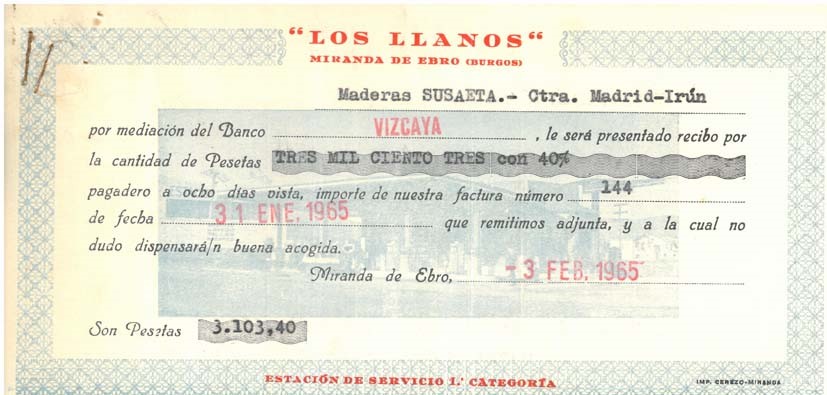 "LOS LLANOS"
MIRANDA DE EBRO (BURGOS)
Maderas SUSAETA.- Ctra. Madrid-Irún
por mediación del Banco VIZCAYA, le será presentado recibo por
la cantidad de Pesetas TRES MIL CIENTO TRES con 40%
pagadero a ocho días vista, importe de nuestra factura número 144
de fecha 31 ENE. 1965 que remitimos adjunta, y a la cual no
dudo dispensará/n buena acogida.
Miranda de Ebro, -3 FEB. 1965
Son Pesetas 3.103,40
ESTACIÓN DE SERVICIO 1.ª CATEGORÍA
IMP. CEREZO-MIRANDA